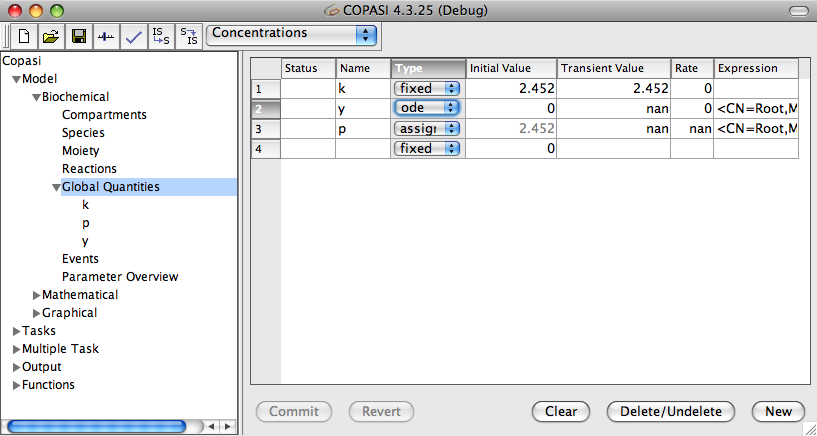 COPASI 4.3.25 (Debug)
IS S Concentrations
S IS
Copasi
Model
Biochemical
Compartments
Species
Moiety
Reactions
Global Quantities
k
p
y
Events
Parameter Overview
Mathematical
Graphical
Tasks
Multiple Task
Output
Functions
Status Name Type Initial Value Transient Value Rate Expression
1 k fixed 2.452 2.452 0
2 y ode 0 nan 0 <CN=Root,M
3 p assign 2.452 nan nan <CN=Root,M
4 fixed 0
Commit Revert Clear Delete/Undelete New